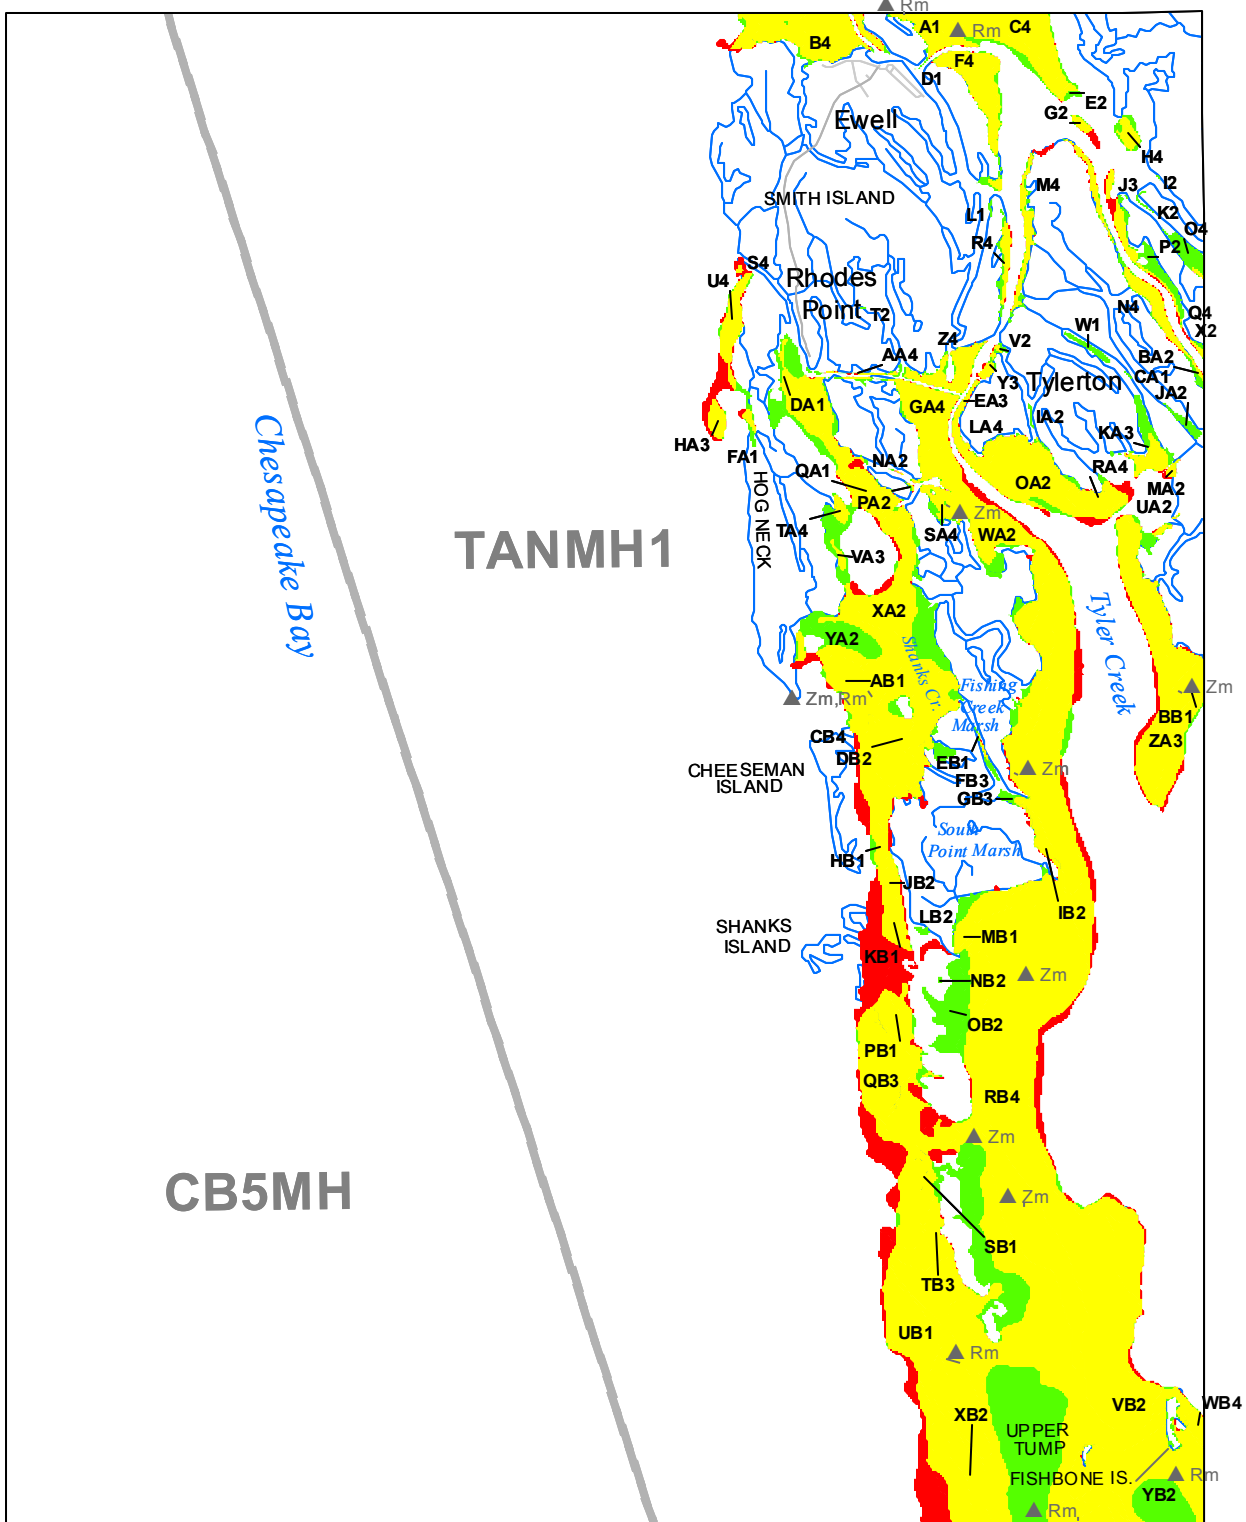 Rm
A1
Rm
C4
B4
F4
D1
E2
G2
Ewell
H4
M4
J3
I2
SMITH ISLAND
K2
L1
O4
R4
P2
S4
U4
Rhodes
Point
T2
N4
Q4
W1
X2
Z4
V2
AA4
BA2
Y3
Tylerton
CA1
JA2
DA1
GA4
EA3
IA2
LA4
KA3
HA3
FA1
NA2
QA1
RA4
OA2
MA2
PA2
UA2
HOG NECK
Zm
TA4
SA4
WA2
TANMH1
VA3
Chesapeake Bay
XA2
YA2
Shanks Cr.
Tyler Creek
AB1
Fishing
Creek
Marsh
Zm
Zm,Rm
BB1
CB4
ZA3
DB2
EB1
CHEESEMAN
ISLAND
Zm
FB3
GB3
South
Point Marsh
HB1
JB2
IB2
LB2
SHANKS
ISLAND
MB1
KB1
Zm
NB2
OB2
PB1
QB3
RB4
Zm
CB5MH
Zm
SB1
TB3
UB1
Rm
WB4
VB2
XB2
UPPER
TUMP
FISHBONE IS.
Rm
YB2
Rm